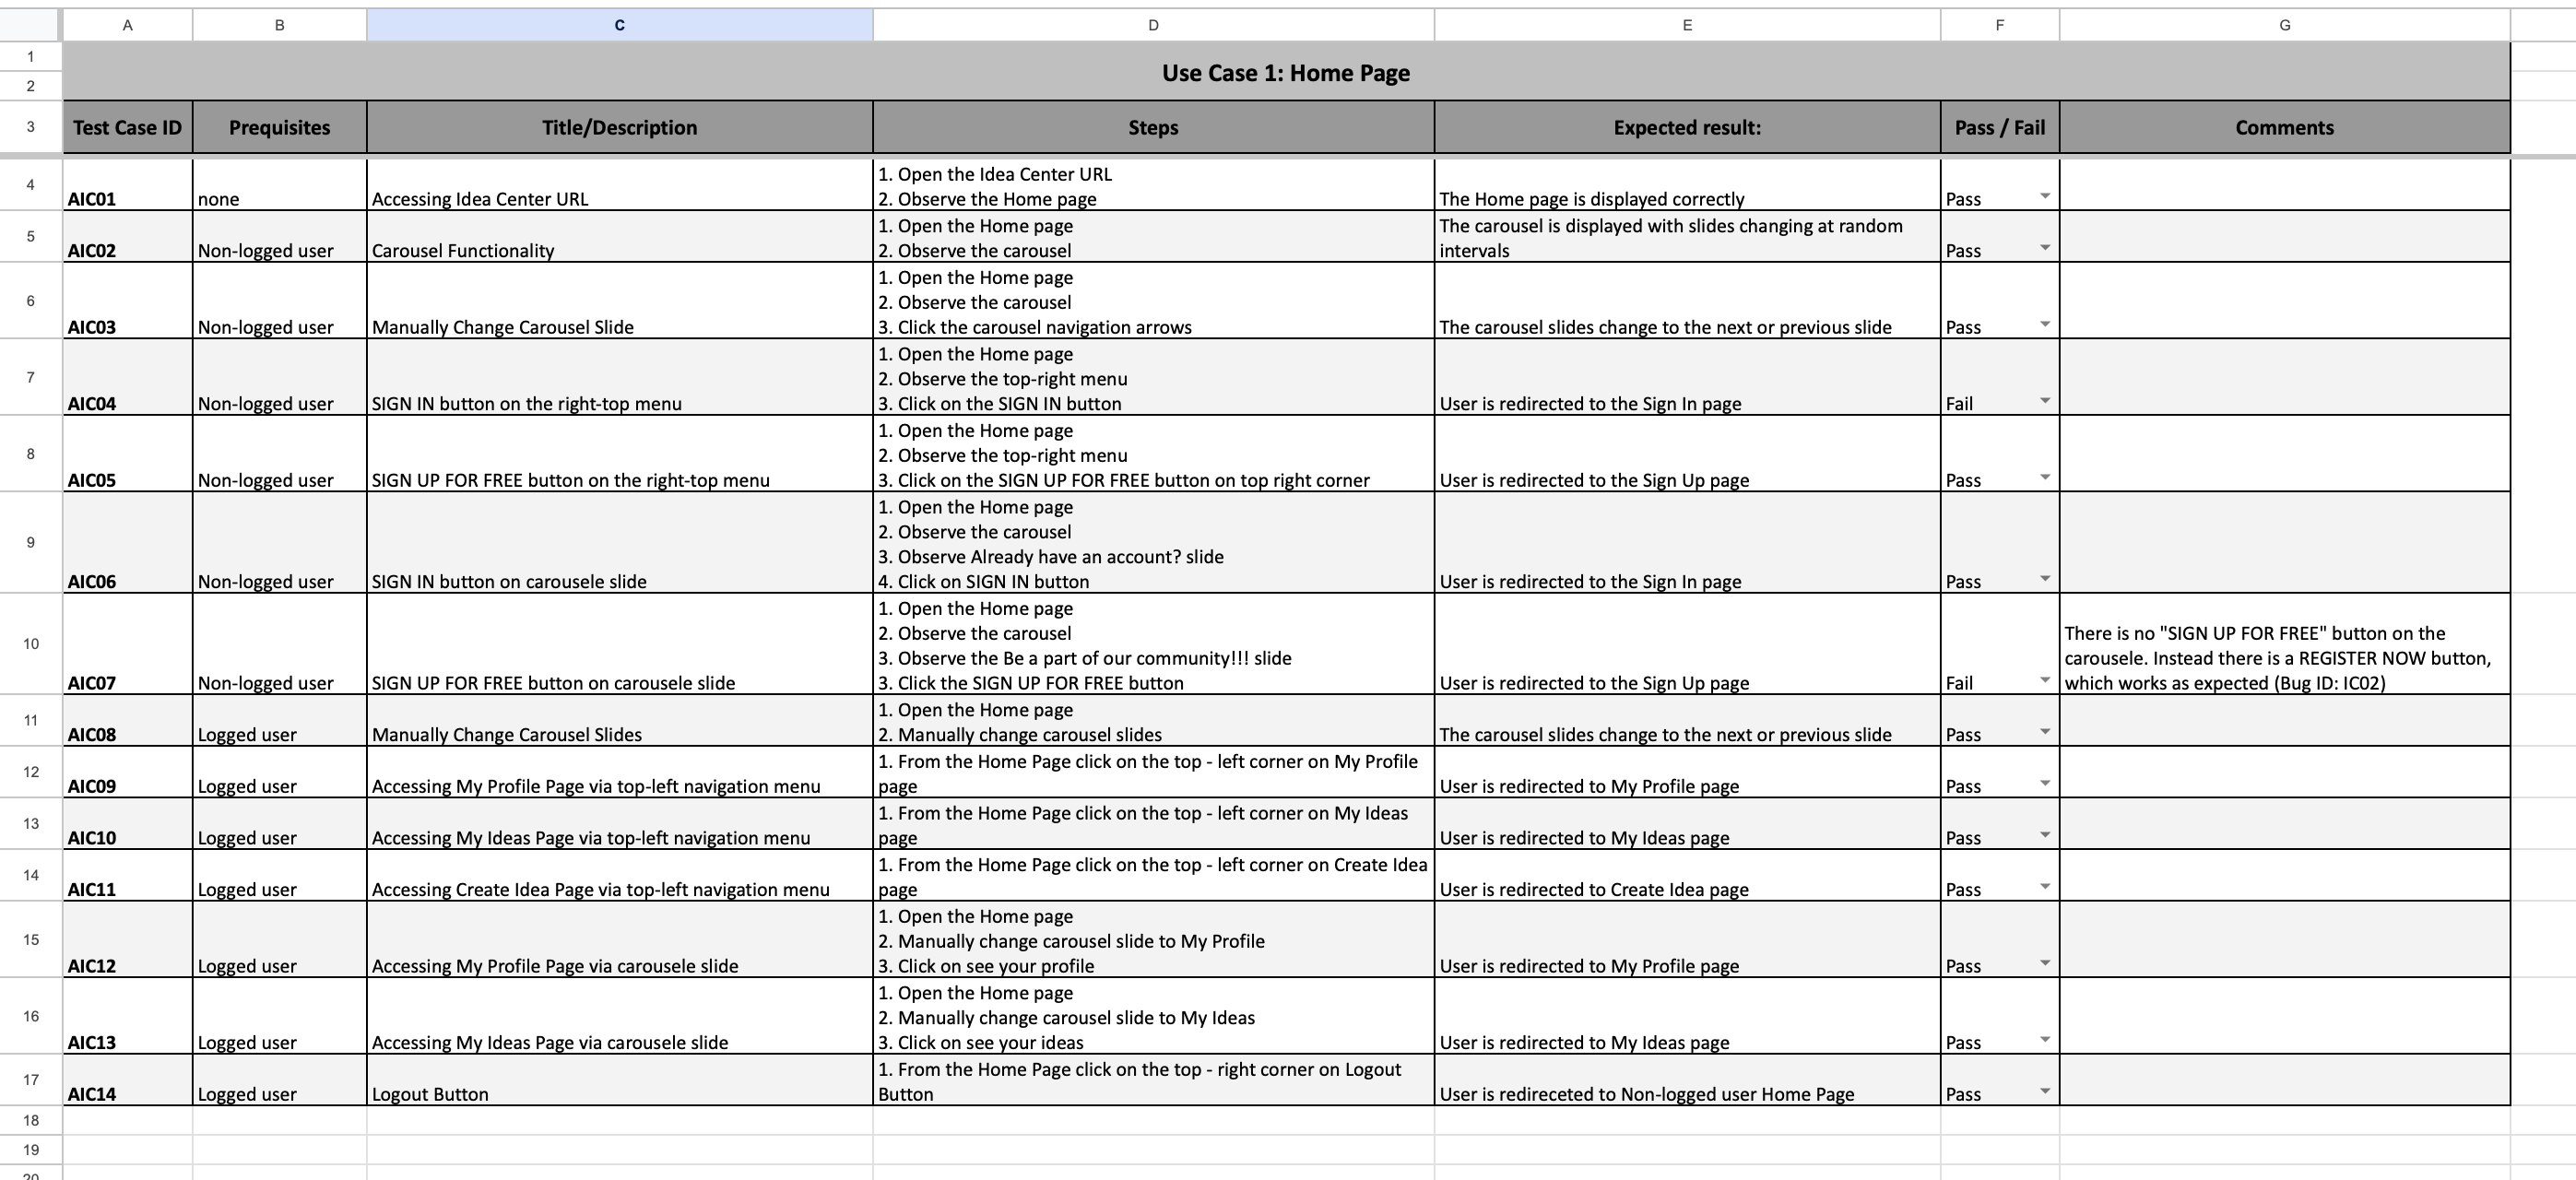 A B C D E F G
1
2
Use Case 1: Home Page
3 Test Case ID Prequisites Title/Description Steps Expected result: Pass / Fail Comments
4
1. Open the Idea Center URL
AIC01 none Accessing Idea Center URL 2. Observe the Home page The Home page is displayed correctly Pass
5
1. Open the Home page The carousel is displayed with slides changing at random
AIC02 Non-logged user Carousel Functionality 2. Observe the carousel intervals Pass
6
1. Open the Home page
2. Observe the carousel
AIC03 Non-logged user Manually Change Carousel Slide 3. Click the carousel navigation arrows The carousel slides change to the next or previous slide Pass
7
1. Open the Home page
2. Observe the top-right menu
AIC04 Non-logged user SIGN IN button on the right-top menu 3. Click on the SIGN IN button User is redirected to the Sign In page Fail
8
1. Open the Home page
2. Observe the top-right menu
AIC05 Non-logged user SIGN UP FOR FREE button on the right-top menu 3. Click on the SIGN UP FOR FREE button on top right corner User is redirected to the Sign Up page Pass
9
1. Open the Home page
2. Observe the carousel
3. Observe Already have an account? slide
AIC06 Non-logged user SIGN IN button on carousele slide 4. Click on SIGN IN button User is redirected to the Sign In page Pass
10
1. Open the Home page
2. Observe the carousel There is no "SIGN UP FOR FREE" button on the
3. Observe the Be a part of our community!!! slide carousele. Instead there is a REGISTER NOW button,
AIC07 Non-logged user SIGN UP FOR FREE button on carousele slide 3. Click the SIGN UP FOR FREE button User is redirected to the Sign Up page Fail which works as expected (Bug ID: IC02)
11
1. Open the Home page
AIC08 Logged user Manually Change Carousel Slides 2. Manually change carousel slides The carousel slides change to the next or previous slide Pass
12
1. From the Home Page click on the top - left corner on My Profile
AIC09 Logged user Accessing My Profile Page via top-left navigation menu page User is redirected to My Profile page Pass
13
1. From the Home Page click on the top - left corner on My Ideas
AIC10 Logged user Accessing My Ideas Page via top-left navigation menu page User is redirected to My Ideas page Pass
14
1. From the Home Page click on the top - left corner on Create Idea
AIC11 Logged user Accessing Create Idea Page via top-left navigation menu page User is redirected to Create Idea page Pass
15
1. Open the Home page
2. Manually change carousel slide to My Profile
AIC12 Logged user Accessing My Profile Page via carousele slide 3. Click on see your profile User is redirected to My Profile page Pass
16
1. Open the Home page
2. Manually change carousel slide to My Ideas
AIC13 Logged user Accessing My Ideas Page via carousele slide 3. Click on see your ideas User is redirected to My Ideas page Pass
17
1. From the Home Page click on the top - right corner on Logout
AIC14 Logged user Logout Button Button User is redireceted to Non-logged user Home Page Pass
18
19
20